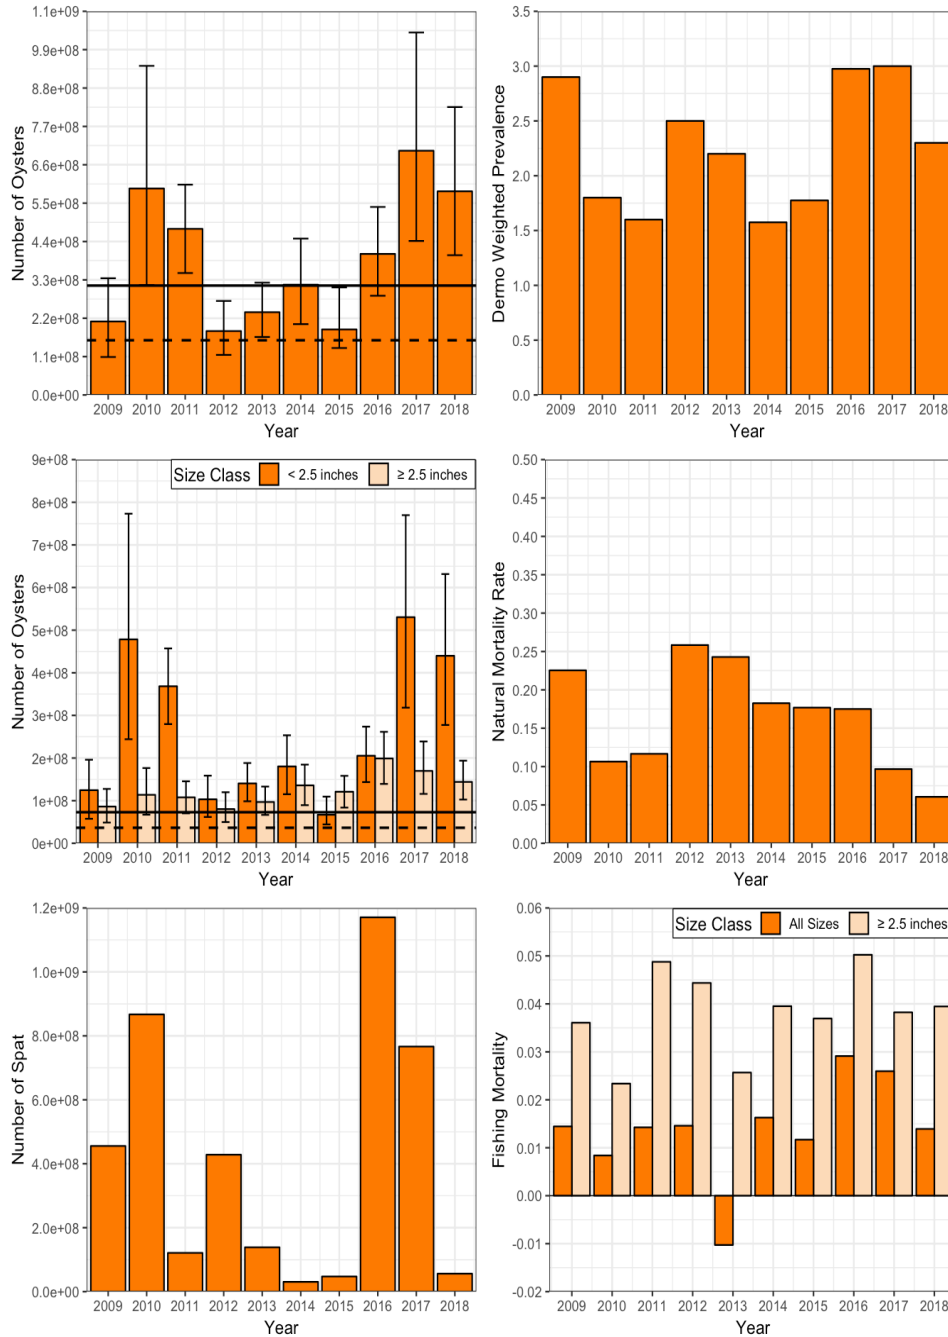 Number of Oysters
1.1e+09
9.9e+08
8.8e+08
7.7e+08
6.6e+08
5.5e+08
4.4e+08
3.3e+08
2.2e+08
1.1e+08
0.0e+00
2009 2010 2011 2012 2013 2014 2015 2016 2017 2018
Year
Dermo Weighted Prevalence
3.5
3.0
2.5
2.0
1.5
1.0
0.5
0.0
2009 2010 2011 2012 2013 2014 2015 2016 2017 2018
Year
Number of Oysters
9e+08
8e+08
7e+08
6e+08
5e+08
4e+08
3e+08
2e+08
1e+08
0e+00
Size Class < 2.5 inches ≥ 2.5 inches
2009 2010 2011 2012 2013 2014 2015 2016 2017 2018
Year
Natural Mortality Rate
0.50
0.45
0.40
0.35
0.30
0.25
0.20
0.15
0.10
0.05
0.00
2009 2010 2011 2012 2013 2014 2015 2016 2017 2018
Year
Number of Spat
1.2e+09
1.0e+09
8.0e+08
6.0e+08
4.0e+08
2.0e+08
0.0e+00
2009 2010 2011 2012 2013 2014 2015 2016 2017 2018
Year
Fishing Mortality
0.06
0.05
0.04
0.03
0.02
0.01
0.00
-0.01
-0.02
Size Class All Sizes ≥ 2.5 inches
2009 2010 2011 2012 2013 2014 2015 2016 2017 2018
Year